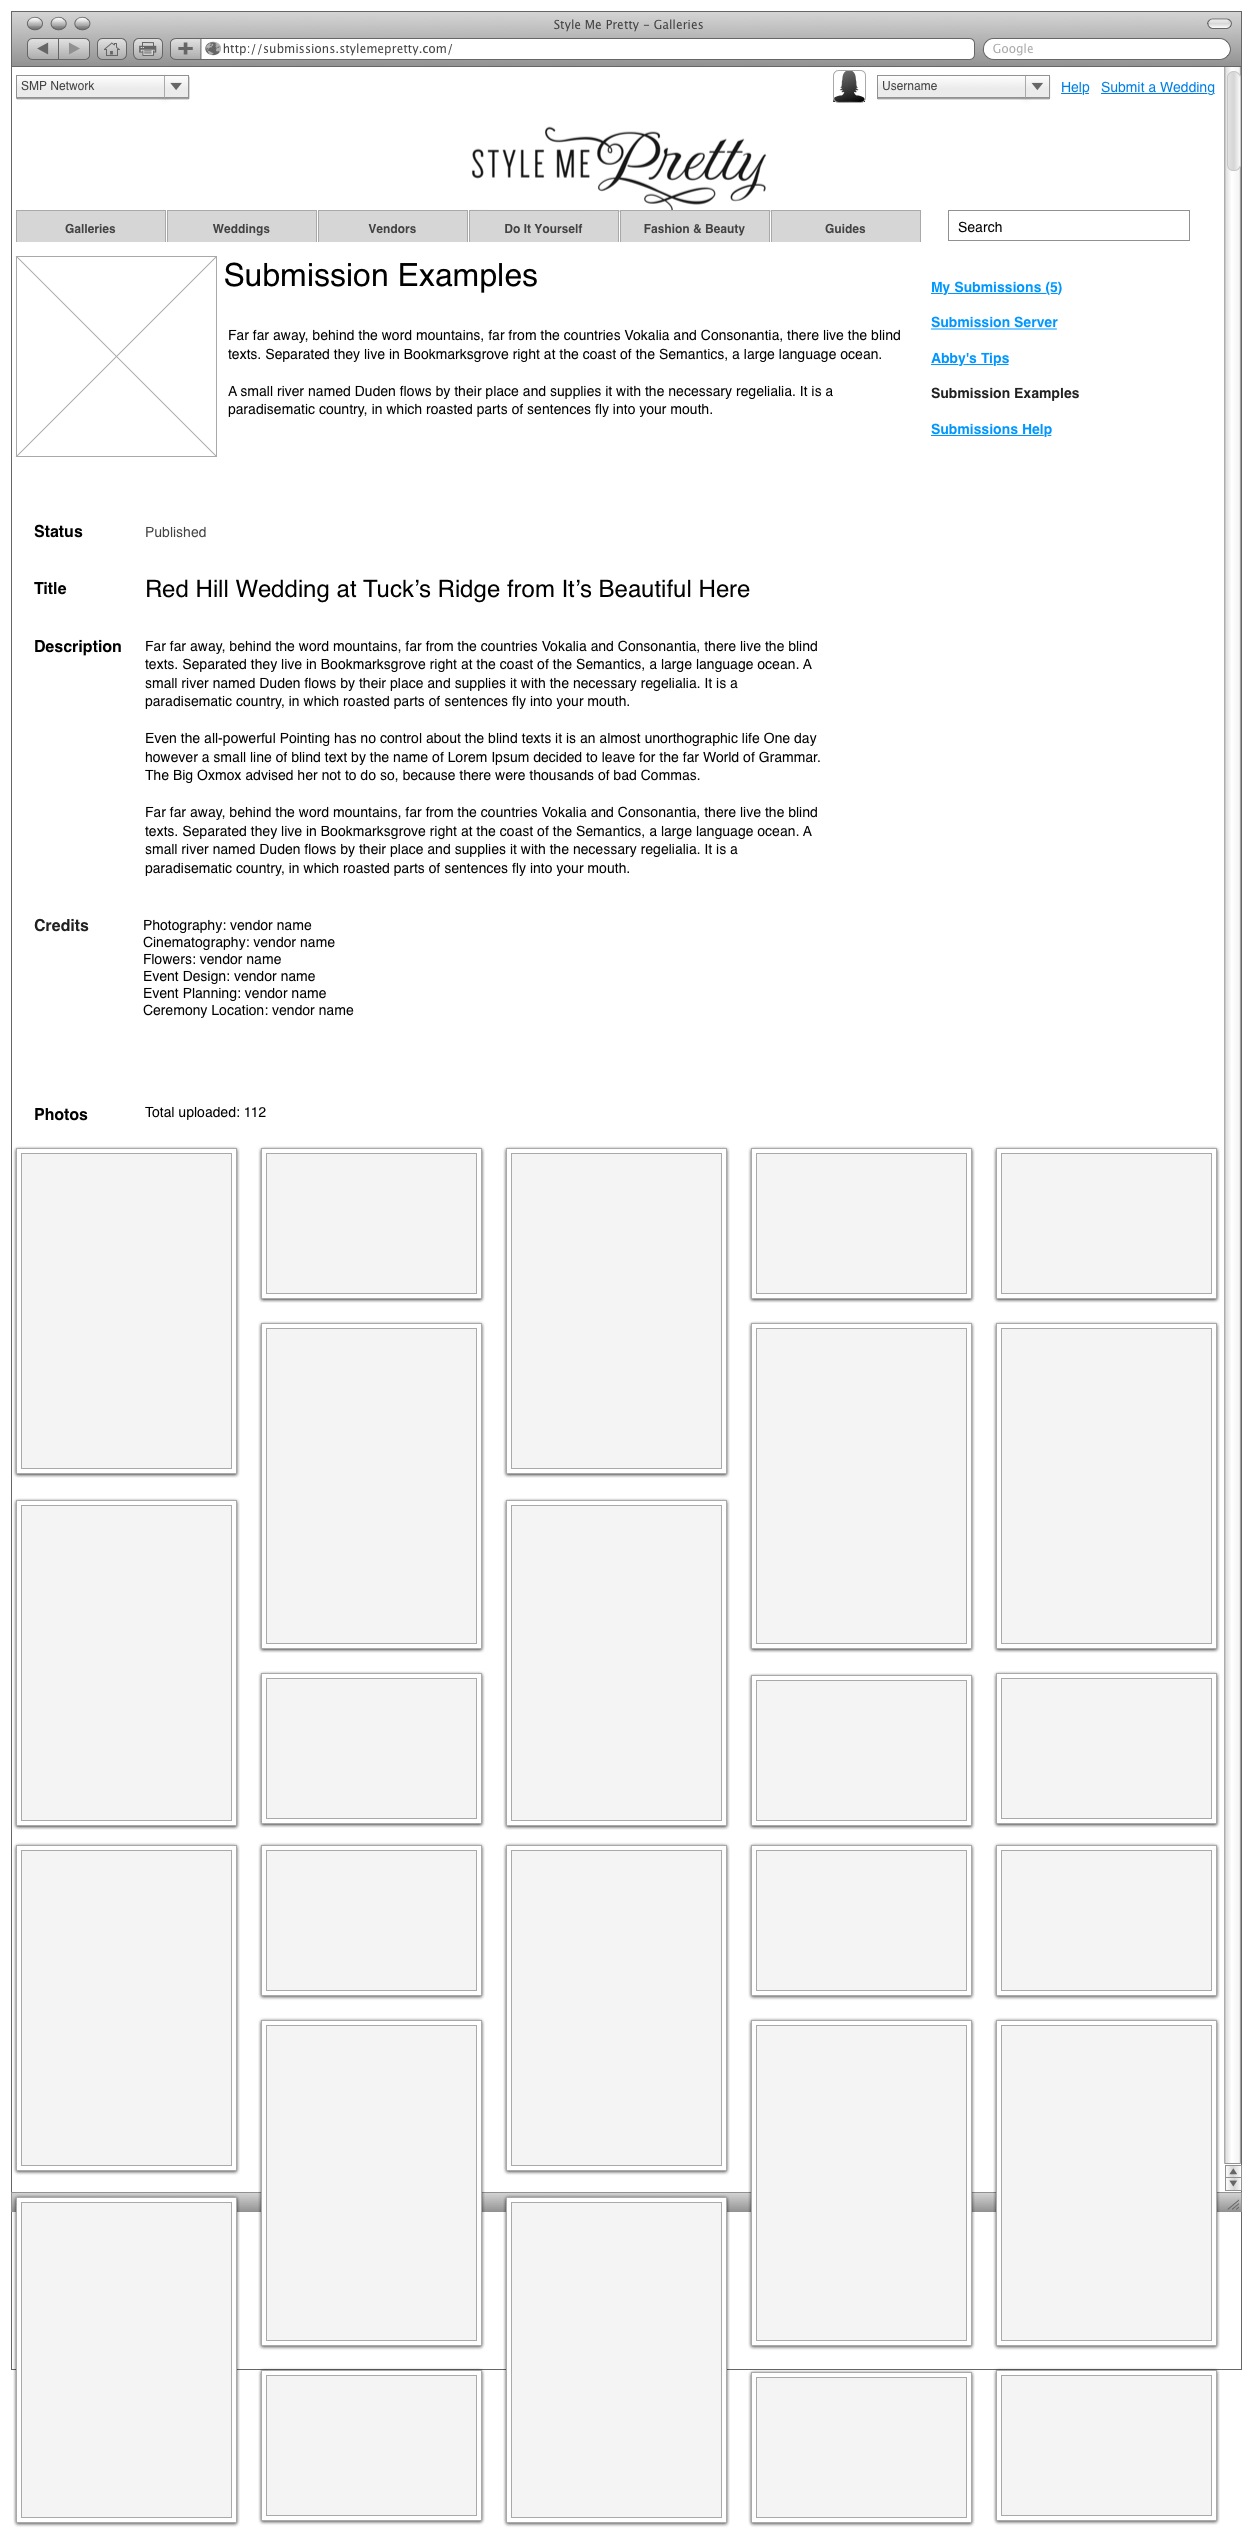 Style Me Pretty – Galleries
http://submissions.stylemepretty.com/
Google
SMP Network
Username
Help
Submit a Wedding
STYLE ME Pretty
Galleries
Weddings
Vendors
Do It Yourself
Fashion & Beauty
Guides
Search
Submission Examples
Far far away, behind the word mountains, far from the countries Vokalia and Consonantia, there live the blind
texts. Separated they live in Bookmarksgrove right at the coast of the Semantics, a large language ocean.
A small river named Duden flows by their place and supplies it with the necessary regelialia. It is a
paradisematic country, in which roasted parts of sentences fly into your mouth.
My Submissions (5)
Submission Server
Abby's Tips
Submission Examples
Submissions Help
Status
Published
Title
Red Hill Wedding at Tuck’s Ridge from It’s Beautiful Here
Description
Far far away, behind the word mountains, far from the countries Vokalia and Consonantia, there live the blind
texts. Separated they live in Bookmarksgrove right at the coast of the Semantics, a large language ocean. A
small river named Duden flows by their place and supplies it with the necessary regelialia. It is a
paradisematic country, in which roasted parts of sentences fly into your mouth.
Even the all-powerful Pointing has no control about the blind texts it is an almost unorthographic life One day
however a small line of blind text by the name of Lorem Ipsum decided to leave for the far World of Grammar.
The Big Oxmox advised her not to do so, because there were thousands of bad Commas.
Far far away, behind the word mountains, far from the countries Vokalia and Consonantia, there live the blind
texts. Separated they live in Bookmarksgrove right at the coast of the Semantics, a large language ocean. A
small river named Duden flows by their place and supplies it with the necessary regelialia. It is a
paradisematic country, in which roasted parts of sentences fly into your mouth.
Credits
Photography: vendor name
Cinematography: vendor name
Flowers: vendor name
Event Design: vendor name
Event Planning: vendor name
Ceremony Location: vendor name
Photos
Total uploaded: 112